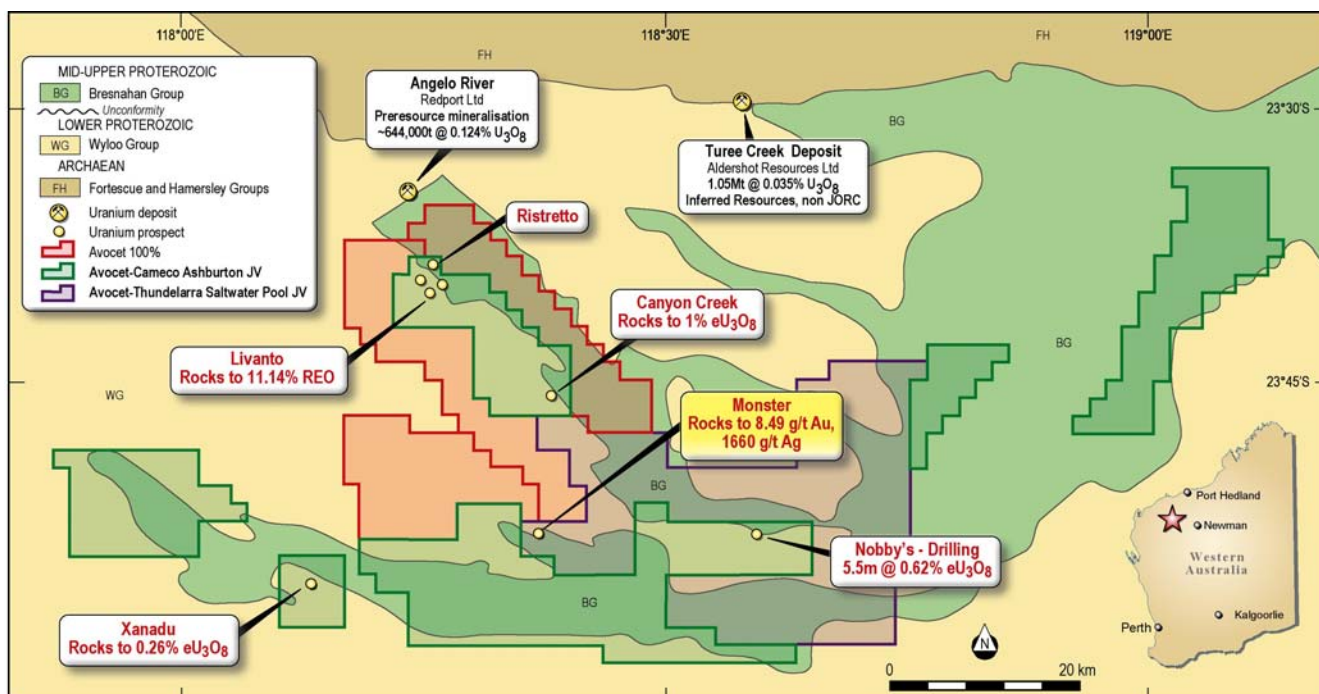 118°00'E
118°30'E
119°00'E
FH
FH
MID-UPPER PROTEROZOIC
BG Bresnahan Group
Unconformity
LOWER PROTEROZOIC
WG Wyloo Group
ARCHAEAN
FH Fortescue and Hamersley Groups
Uranium deposit
Uranium prospect
Avocet 100%
Avocet-Cameco Ashburton JV
Avocet-Thundelarra Saltwater Pool JV
Angelo River
Redport Ltd
Preresource mineralisation
~644,000t @ 0.124% U3O8
Turee Creek Deposit
Aldershot Resources Ltd
1.05Mt @ 0.035% U3O8
Inferred Resources, non JORC
23°30'S
BG
Ristretto
Canyon Creek
Rocks to 1% eU3O8
Livanto
Rocks to 11.14% REO
BG
23°45'S
WG
Monster
Rocks to 8.49 g/t Au,
1660 g/t Ag
BG
Nobby's - Drilling
5.5m @ 0.62% eU3O8
BG
Xanadu
Rocks to 0.26% eU3O8
N
0
20 km
Port Hedland
Newman
Western
Australia
Kalgoorlie
Perth